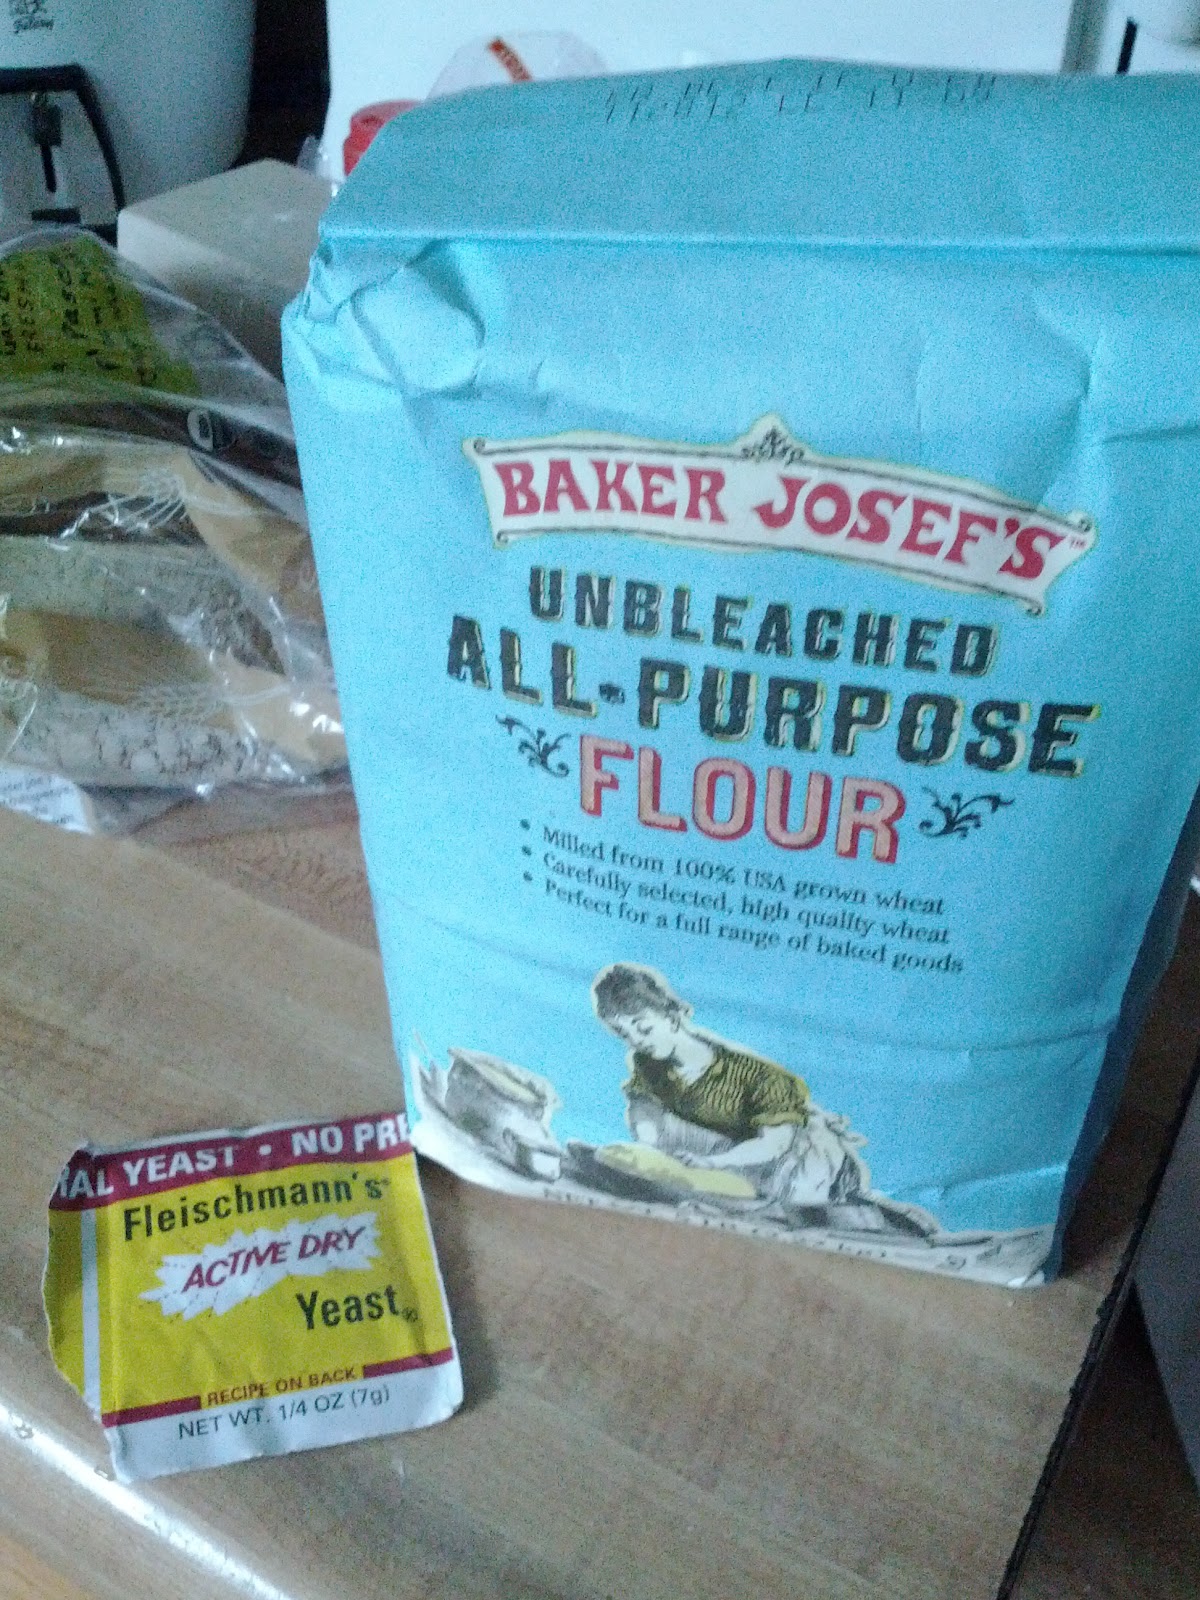 BAKER JOSEF'S™
UNBLEACHED
ALL-PURPOSE
FLOUR
• Milled from 100% USA grown wheat
• Carefully selected, high quality wheat
• Perfect for a full range of baked goods
YEAST • NO
Fleischmann's®
ACTIVE DRY
Yeast
RECIPE ON BACK
NET WT. 1/4 OZ (7g)
FRESH